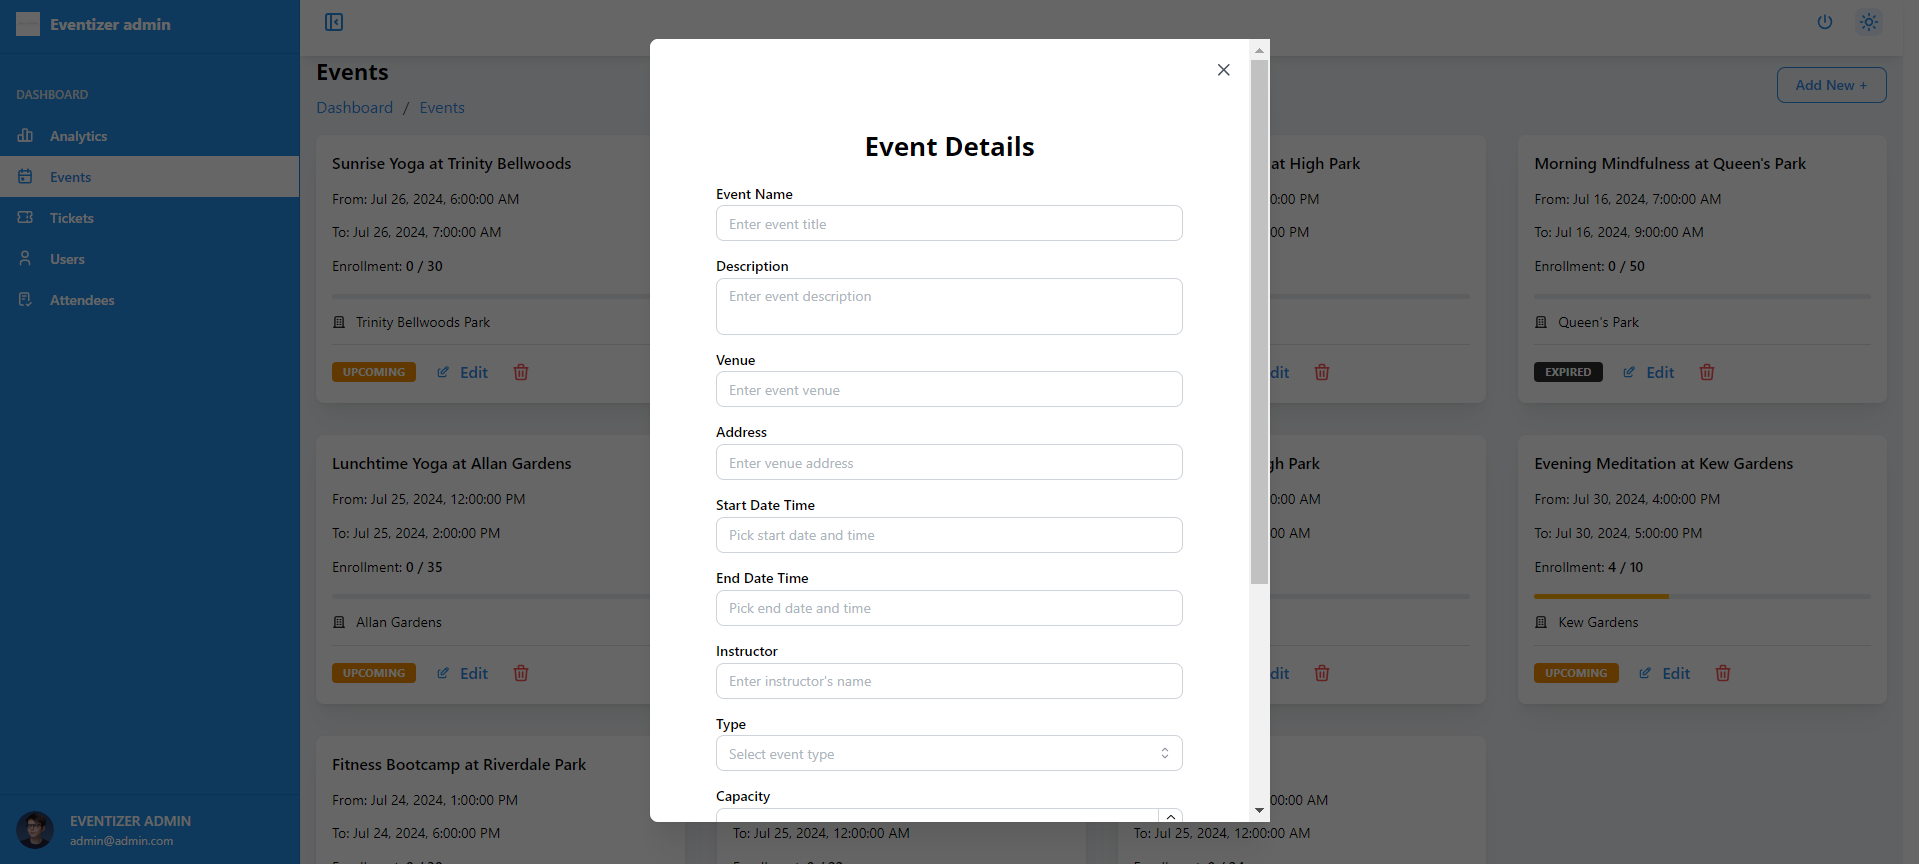 Eventizer admin
DASHBOARD
Analytics
Events
Tickets
Users
Attendees
EVENTIZER ADMIN
admin@admin.com
Events
Dashboard / Events
Add New +
Sunrise Yoga at Trinity Bellwoods
From: Jul 26, 2024, 6:00:00 AM
To: Jul 26, 2024, 7:00:00 AM
Enrollment: 0 / 30
Trinity Bellwoods Park
UPCOMING Edit
at High Park
0:00 PM
00 PM
dit
Morning Mindfulness at Queen's Park
From: Jul 16, 2024, 7:00:00 AM
To: Jul 16, 2024, 9:00:00 AM
Enrollment: 0 / 50
Queen's Park
EXPIRED Edit
Lunchtime Yoga at Allan Gardens
From: Jul 25, 2024, 12:00:00 PM
To: Jul 25, 2024, 2:00:00 PM
Enrollment: 0 / 35
Allan Gardens
UPCOMING Edit
gh Park
0:00 AM
00 AM
dit
Evening Meditation at Kew Gardens
From: Jul 30, 2024, 4:00:00 PM
To: Jul 30, 2024, 5:00:00 PM
Enrollment: 4 / 10
Kew Gardens
UPCOMING Edit
Fitness Bootcamp at Riverdale Park
From: Jul 24, 2024, 1:00:00 PM
To: Jul 24, 2024, 6:00:00 PM
To: Jul 25, 2024, 12:00:00 AM
:00:00 AM
To: Jul 25, 2024, 12:00:00 AM
Event Details
Event Name
Enter event title
Description
Enter event description
Venue
Enter event venue
Address
Enter venue address
Start Date Time
Pick start date and time
End Date Time
Pick end date and time
Instructor
Enter instructor's name
Type
Select event type
Capacity